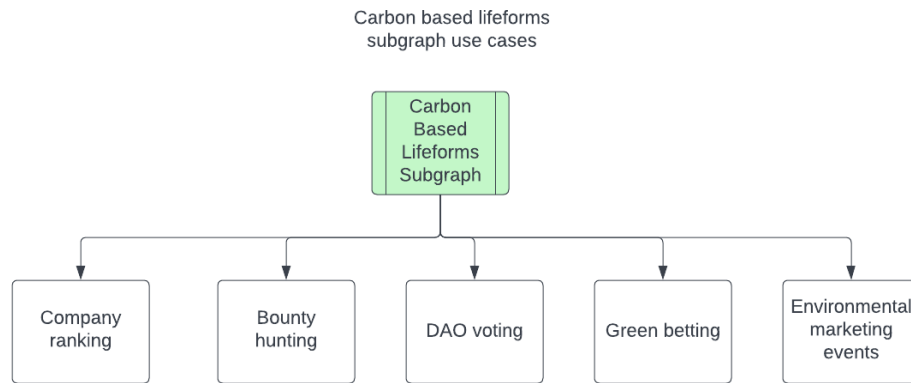 Carbon based lifeforms
subgraph use cases
Carbon
Based
Lifeforms
Subgraph
Company
ranking
Bounty
hunting
DAO voting
Green betting
Environmental
marketing
events